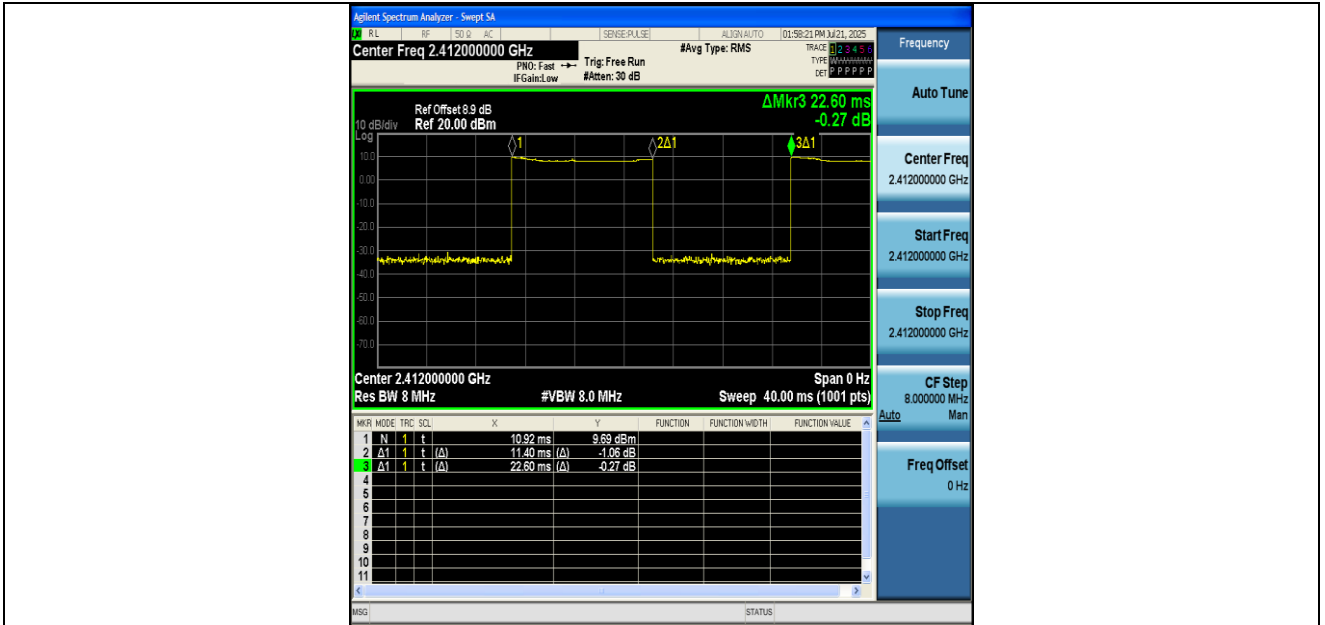 Agilent Spectrum Analyzer - Swept SA
RL RF 50 Ω AC SENSE:PULSE ALIGN AUTO 01:58:21 PM Jul 21, 2025
Center Freq 2.412000000 GHz
PNO: Fast
IFGain:Low
Trig: Free Run
#Atten: 30 dB
#Avg Type: RMS
TRACE 1 2 3 4 5 6
TYPE
DET P P P P P P
Ref Offset 8.9 dB
10 dB/div Ref 20.00 dBm
Log
ΔMkr3 22.60 ms
-0.27 dB
1
2Δ1
3Δ1
10.0
0.00
-10.0
-20.0
-30.0
-40.0
-50.0
-60.0
-70.0
Center 2.412000000 GHz Span 0 Hz
Res BW 8 MHz #VBW 8.0 MHz Sweep 40.00 ms (1001 pts)
MKR MODE TRC SCL X Y FUNCTION FUNCTION WIDTH FUNCTION VALUE
1 N 1 t 10.92 ms 9.69 dBm
2 Δ1 1 t (Δ) 11.40 ms (Δ) -1.06 dB
3 Δ1 1 t (Δ) 22.60 ms (Δ) -0.27 dB
4
5
6
7
8
9
10
11
MSG STATUS
Frequency
Auto Tune
Center Freq
2.412000000 GHz
Start Freq
2.412000000 GHz
Stop Freq
2.412000000 GHz
CF Step
8.000000 MHz
Auto Man
Freq Offset
0 Hz